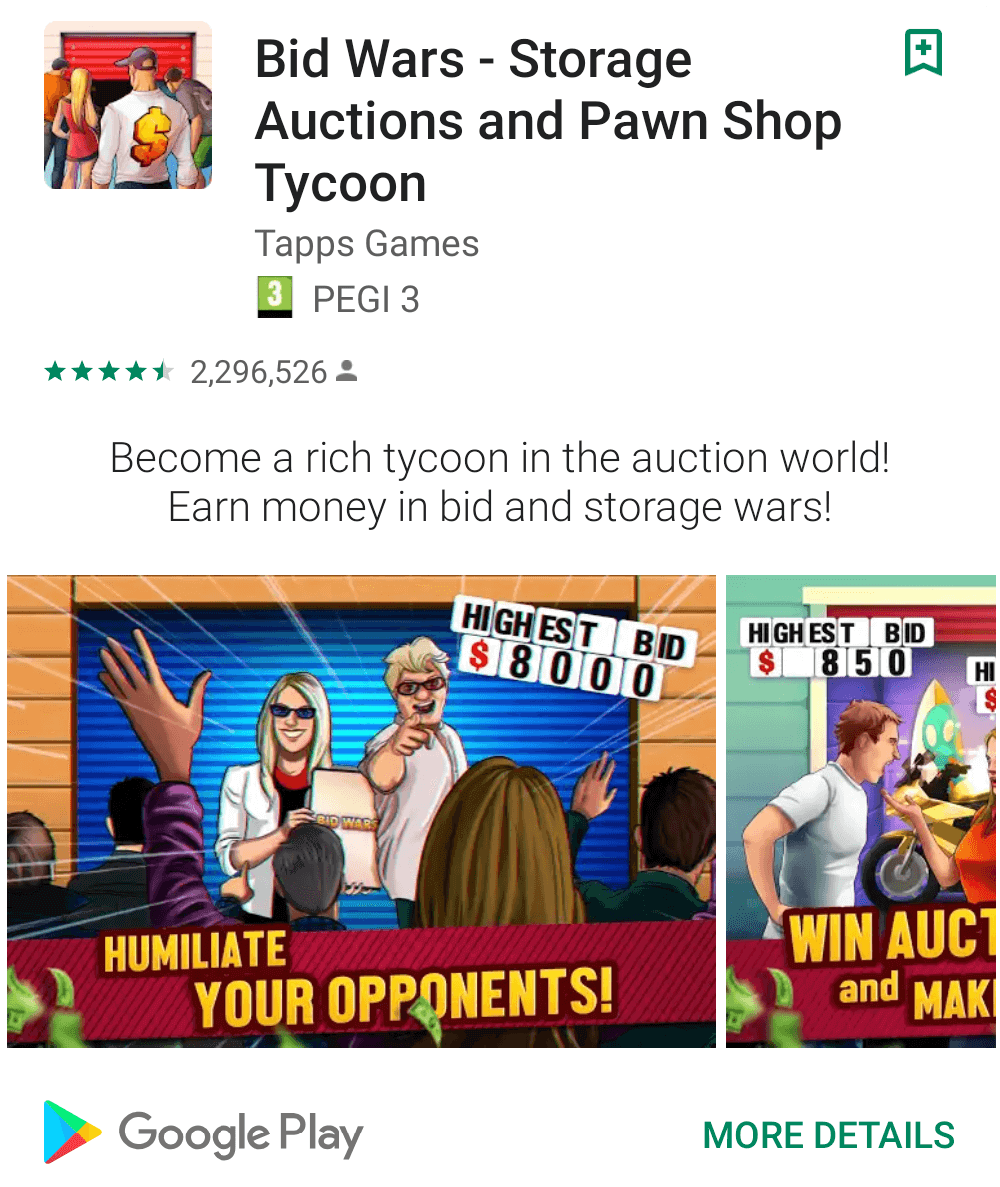 Bid Wars - Storage
Auctions and Pawn Shop
Tycoon
Tapps Games
3 PEGI 3
2,296,526
Become a rich tycoon in the auction world!
Earn money in bid and storage wars!
HIGHEST BID
$8000
BID WARS
HUMILIATE
YOUR OPPONENTS!
HIGHEST BID
$ 850
HI
$
WIN AUCT
and MAKI
Google Play
MORE DETAILS